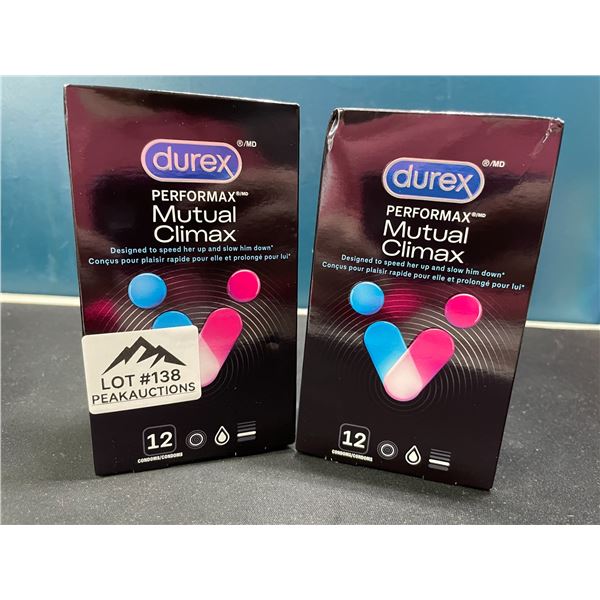 durex ®/MD
PERFORMAX®/MD
Mutual
Climax
Designed to speed her up and slow him down*
Conçus pour plaisir rapide pour elle et prolongé pour lui*
LOT #138
PEAKAUCTIONS
12
CONDOMS/CONDOMS
durex ®/MD
PERFORMAX®/MD
Mutual
Climax
Designed to speed her up and slow him down*
Conçus pour plaisir rapide pour elle et prolongé pour lui*
12
CONDOMS/CONDOMS